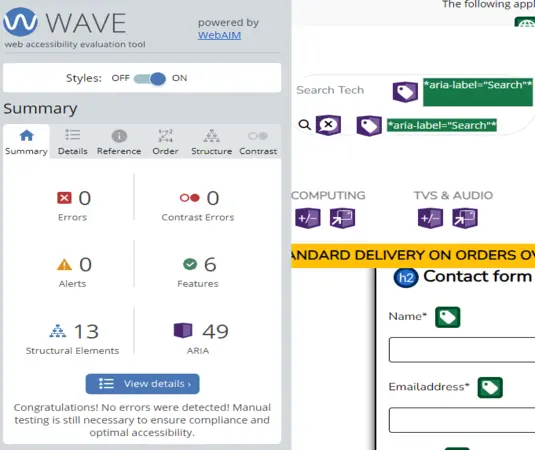 WAVE
web accessibility evaluation tool
powered by
WebAIM
Styles: OFF ON
Summary
Summary Details Reference Order Structure Contrast
0
Errors
0
Contrast Errors
0
Alerts
6
Features
13
Structural Elements
49
ARIA
View details ›
Congratulations! No errors were detected! Manual
testing is still necessary to ensure compliance and
optimal accessibility.
The following appl
Search Tech
*aria-label="Search"*
*aria-label="Search"*
COMPUTING TVS & AUDIO
+/− +/−
ANDARD DELIVERY ON ORDERS OV
h2 Contact form
Name*
Emailaddress*